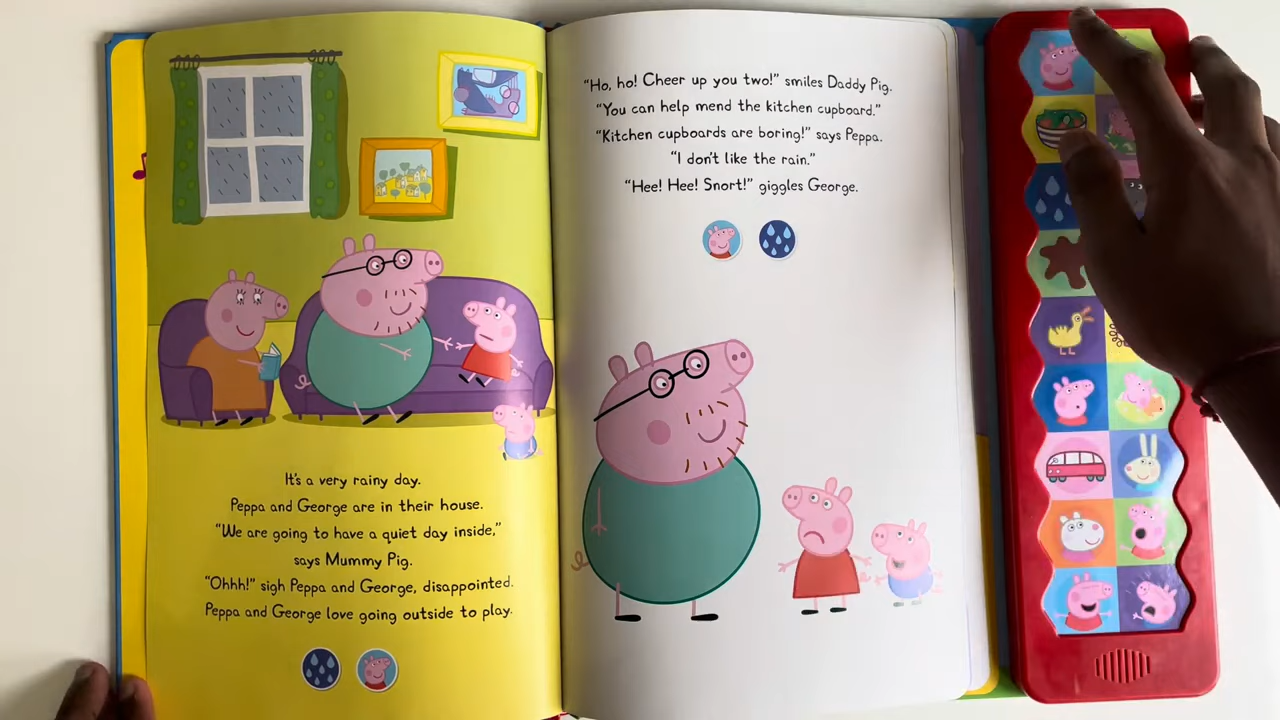 It's a very rainy day.
Peppa and George are in their house.
“We are going to have a quiet day inside,”
says Mummy Pig.
“Ohhh!” sigh Peppa and George, disappointed.
Peppa and George love going outside to play.
“Ho, ho! Cheer up you two!” smiles Daddy Pig.
“You can help mend the kitchen cupboard.”
“Kitchen cupboards are boring!” says Peppa.
“I don't like the rain.”
“Hee! Hee! Snort!” giggles George.